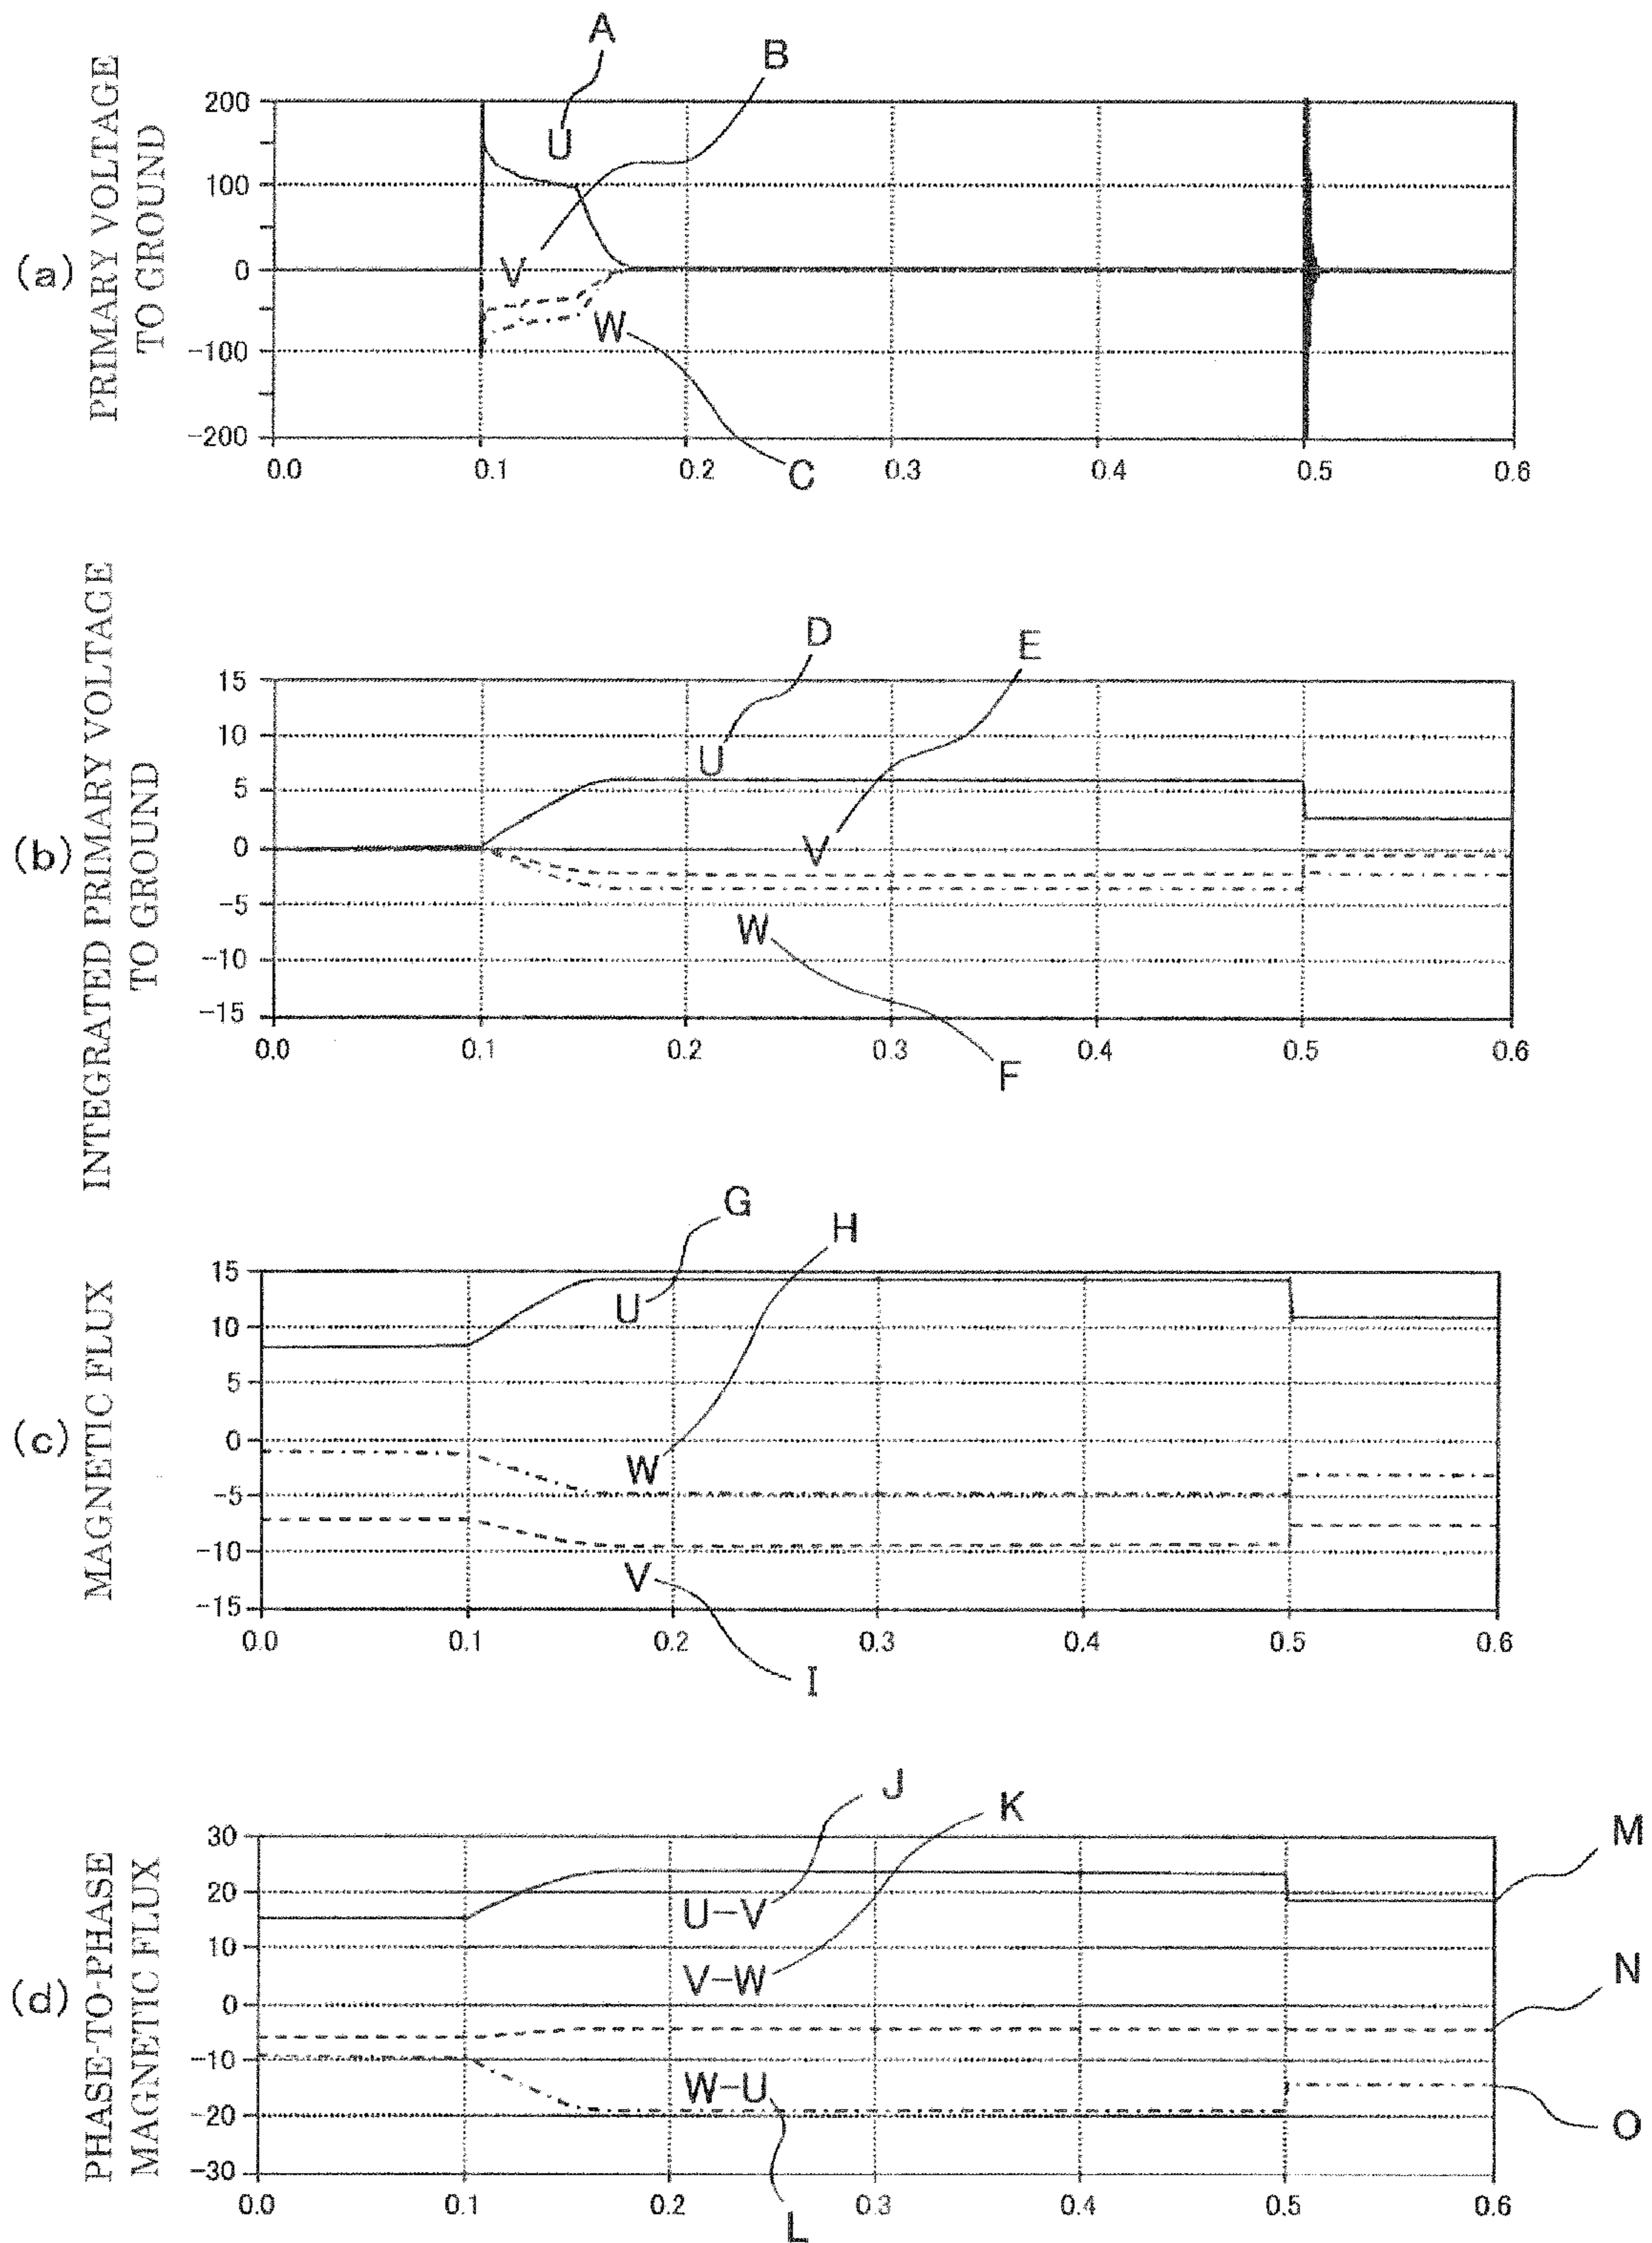 A
B
(a)
PRIMARY VOLTAGE
TO GROUND
200
100
0
-100
-200
U
V
W
C
0.0 0.1 0.2 0.3 0.4 0.5 0.6
D
E
(b)
INTEGRATED PRIMARY VOLTAGE
TO GROUND
15
10
5
0
-5
-10
-15
U
V
W
0.0 0.1 0.2 0.3 0.4 0.5 0.6
F
G
H
(c)
MAGNETIC FLUX
15
10
5
0
-5
-10
-15
U
W
V
0.0 0.1 0.2 0.3 0.4 0.5 0.6
I
J
K
M
N
O
(d)
PHASE-TO-PHASE
MAGNETIC FLUX
30
20
10
0
-10
-20
-30
U-V
V-W
W-U
0.0 0.1 0.2 0.3 0.4 0.5 0.6
L